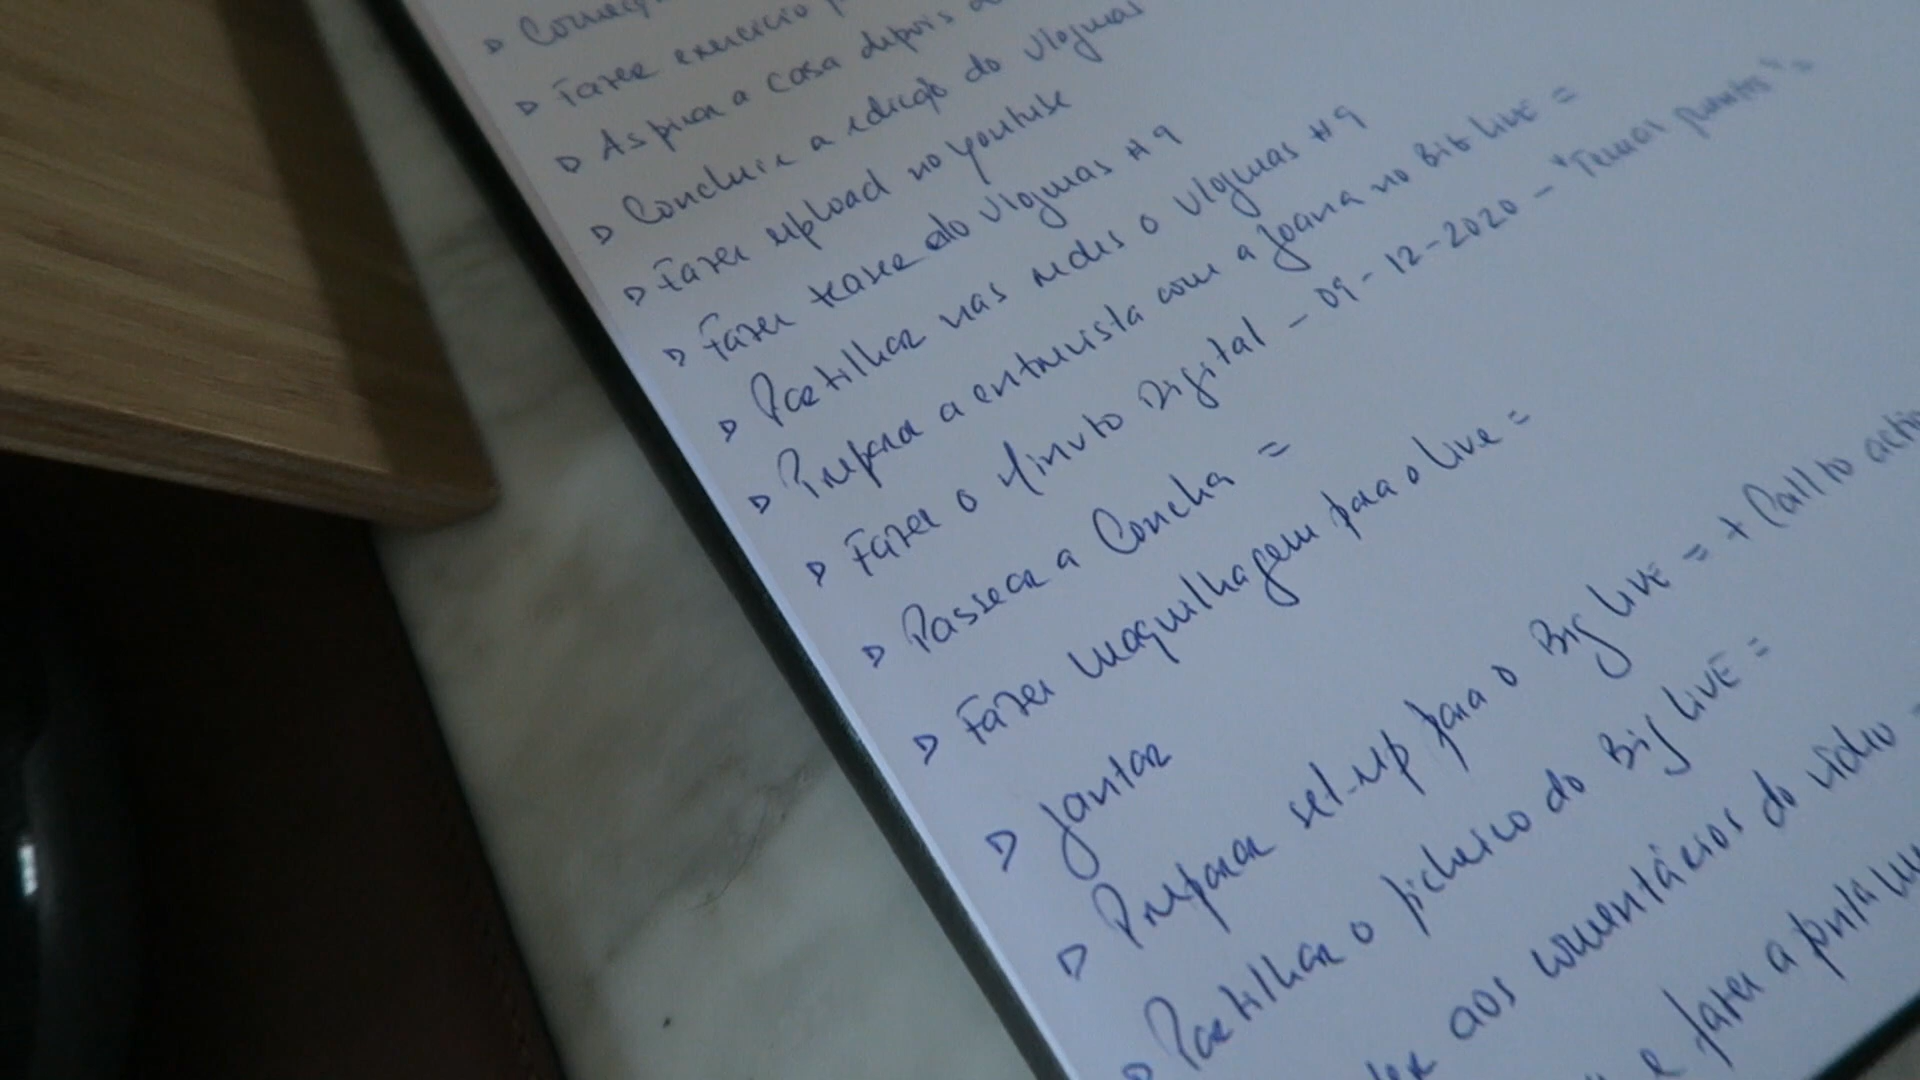 Fazer exercício
Aspirar a casa depois
Concluir a edição do vlogmas
Fazer upload no youtube
Fazer teaser do vlogmas #9
Partilhar nas redes o vlogmas #9
Preparar a entrevista com a Joana no Big Live =
Fazer o Minuto Digital - 09-12-2020 -
Passear a Concha =
Fazer maquilhagem para o live =
Jantar
Preparar set-up para o Big live = + Call to
Partilhar o ficheiro do Big LIVE =
aos comentários do vídeo
e fazer a